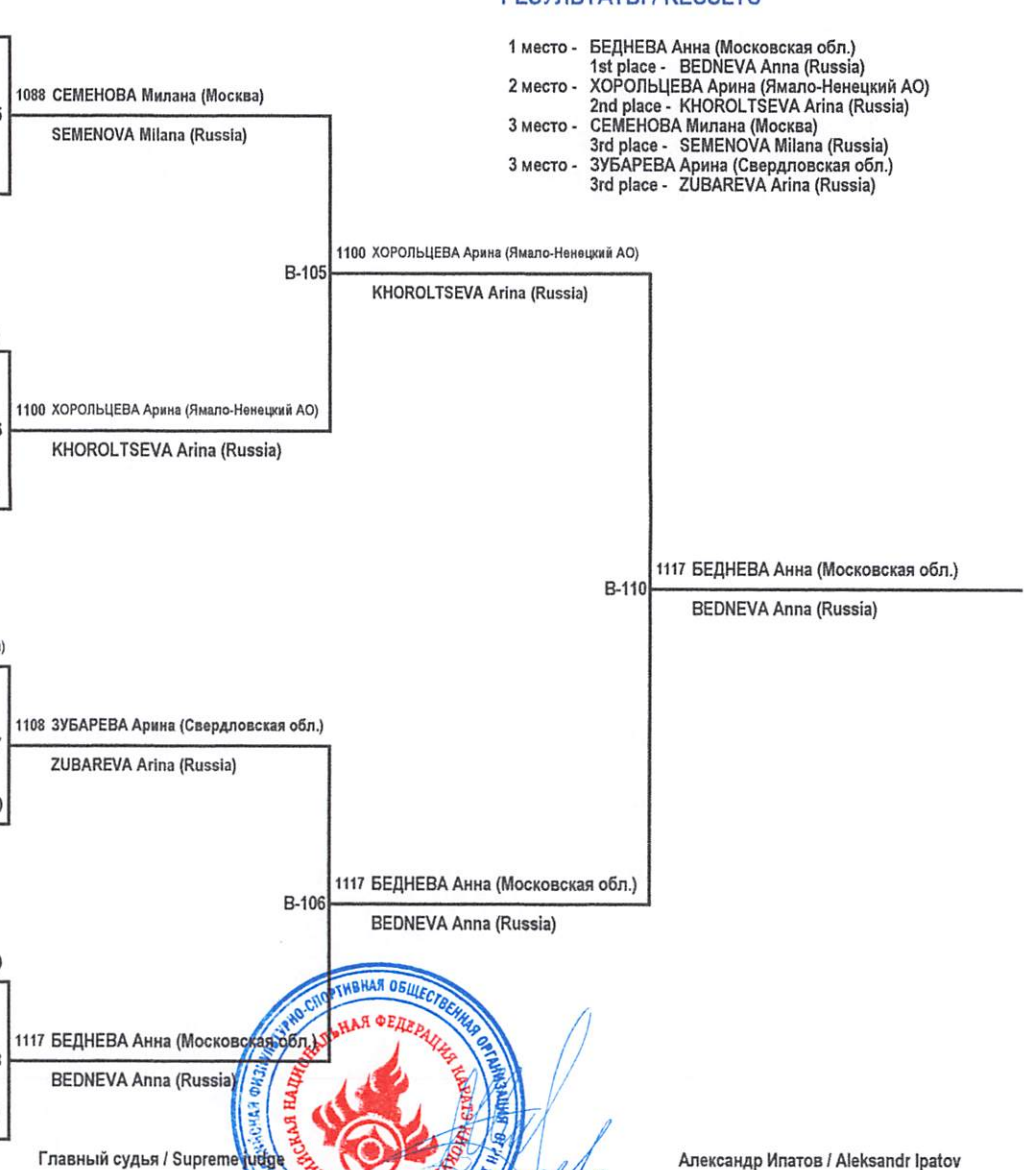 РЕЗУЛЬТАТЫ / RESULTS
1 место - БЕДНЕВА Анна (Московская обл.)
1st place - BEDNEVA Anna (Russia)
2 место - ХОРОЛЬЦЕВА Арина (Ямало-Ненецкий АО)
2nd place - KHOROLTSEVA Arina (Russia)
3 место - СЕМЕНОВА Милана (Москва)
3rd place - SEMENOVA Milana (Russia)
3 место - ЗУБАРЕВА Арина (Свердловская обл.)
3rd place - ZUBAREVA Arina (Russia)
1088 СЕМЕНОВА Милана (Москва)
SEMENOVA Milana (Russia)
B-105
1100 ХОРОЛЬЦЕВА Арина (Ямало-Ненецкий АО)
KHOROLTSEVA Arina (Russia)
1100 ХОРОЛЬЦЕВА Арина (Ямало-Ненецкий АО)
KHOROLTSEVA Arina (Russia)
B-110
1117 БЕДНЕВА Анна (Московская обл.)
BEDNEVA Anna (Russia)
1108 ЗУБАРЕВА Арина (Свердловская обл.)
ZUBAREVA Arina (Russia)
B-106
1117 БЕДНЕВА Анна (Московская обл.)
BEDNEVA Anna (Russia)
1117 БЕДНЕВА Анна (Московская обл.)
BEDNEVA Anna (Russia)
СПОРТИВНАЯ ОБЩЕСТВЕННАЯ ОРГАНИЗАЦИЯ
НАЦИОНАЛЬНАЯ ФЕДЕРАЦИЯ КАРАТЭ
Главный судья / Supreme judge
Александр Ипатов / Aleksandr Ipatov